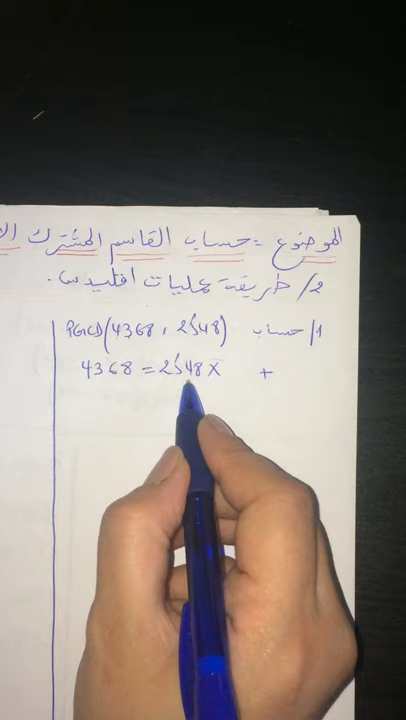 الموضوع = حساب القاسم المشترك
2/ طريقة عمليات اقليدس.
1/ حساب PGCD(4368 ، 2548)
4368 = 2548 x +